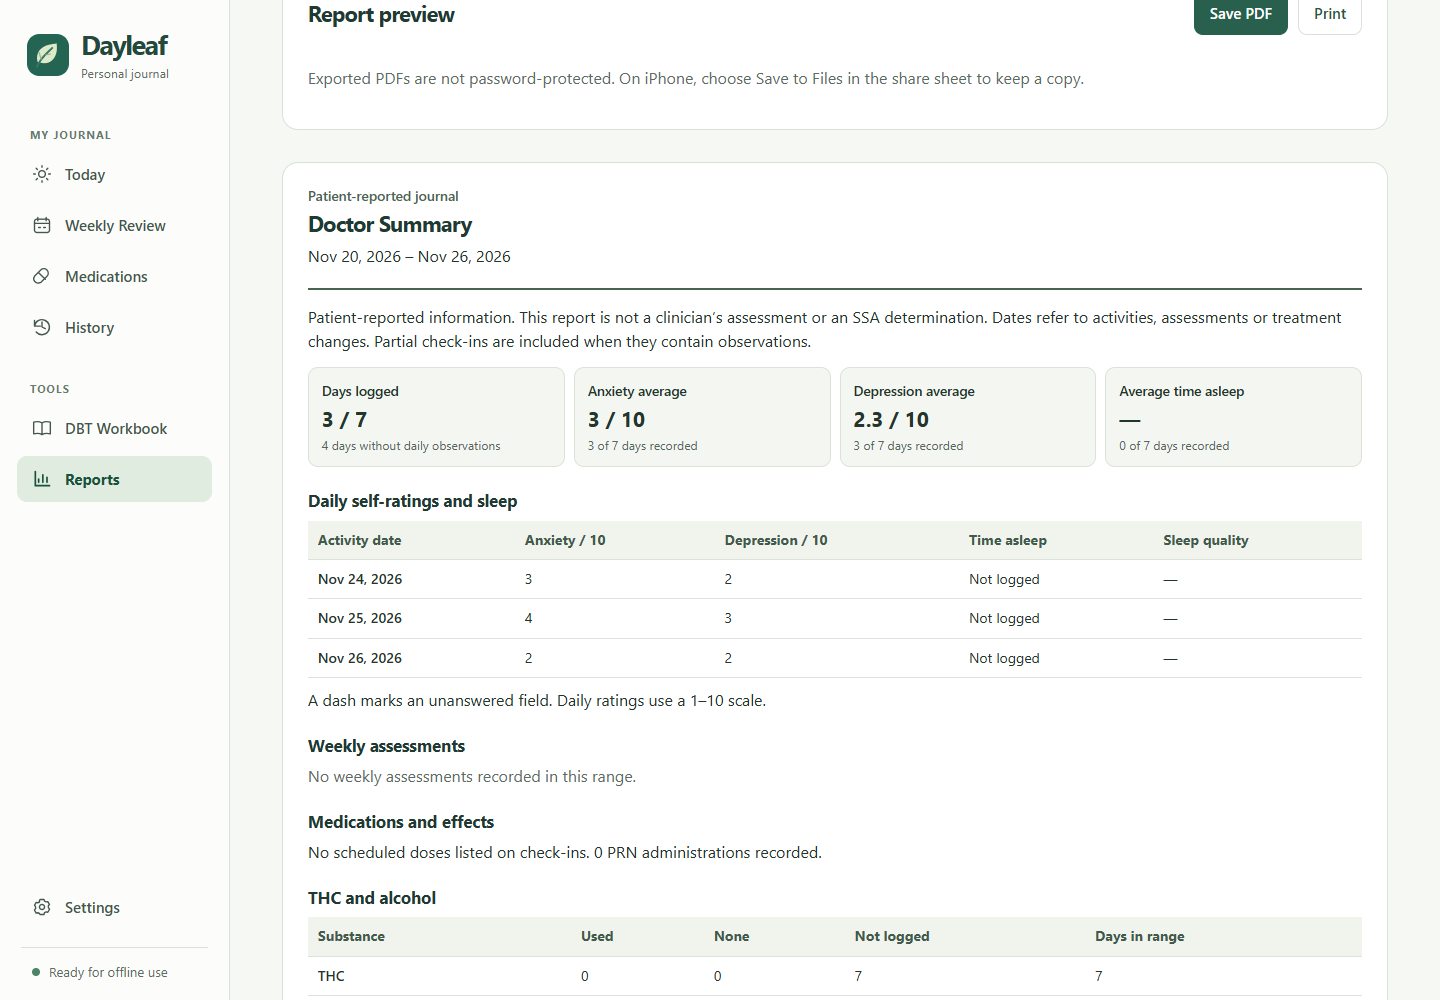 Dayleaf
Personal journal
MY JOURNAL
Today
Weekly Review
Medications
History
TOOLS
DBT Workbook
Reports
Settings
Ready for offline use
Report preview
Save PDF
Print
Exported PDFs are not password-protected. On iPhone, choose Save to Files in the share sheet to keep a copy.
Patient-reported journal
Doctor Summary
Nov 20, 2026 – Nov 26, 2026
Patient-reported information. This report is not a clinician's assessment or an SSA determination. Dates refer to activities, assessments or treatment
changes. Partial check-ins are included when they contain observations.
Days logged
3 / 7
4 days without daily observations
Anxiety average
3 / 10
3 of 7 days recorded
Depression average
2.3 / 10
3 of 7 days recorded
Average time asleep
—
0 of 7 days recorded
Daily self-ratings and sleep
Activity date Anxiety / 10 Depression / 10 Time asleep Sleep quality
Nov 24, 2026 3 2 Not logged —
Nov 25, 2026 4 3 Not logged —
Nov 26, 2026 2 2 Not logged —
A dash marks an unanswered field. Daily ratings use a 1–10 scale.
Weekly assessments
No weekly assessments recorded in this range.
Medications and effects
No scheduled doses listed on check-ins. 0 PRN administrations recorded.
THC and alcohol
Substance Used None Not logged Days in range
THC 0 0 7 7